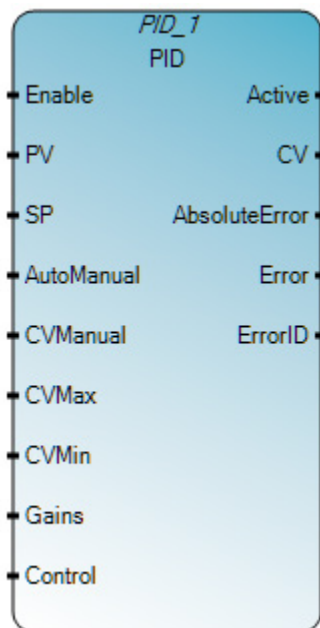 PID_1
PID
Enable Active
PV CV
SP AbsoluteError
AutoManual Error
CVManual ErrorID
CVMax
CVMin
Gains
Control